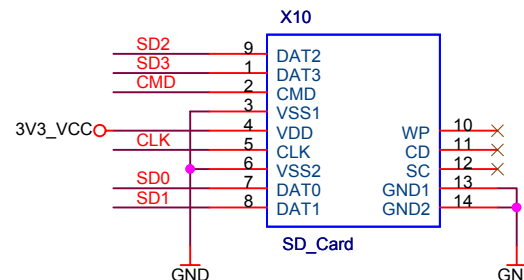 X10
SD2 9 DAT2
SD3 1 DAT3
CMD 2 CMD
3 VSS1
3V3_VCC 4 VDD WP 10
CLK 5 CLK CD 11
6 VSS2 SC 12
SD0 7 DAT0 GND1 13
SD1 8 DAT1 GND2 14
SD_Card
GND GN